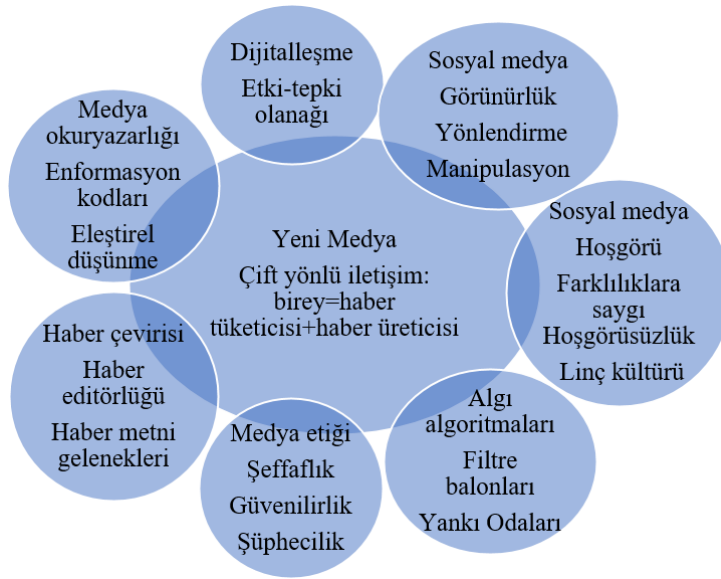 Dijitalleşme
Etki-tepki
olanağı
Sosyal medya
Görünürlük
Yönlendirme
Manipulasyon
Sosyal medya
Hoşgörü
Farklılıklara
saygı
Hoşgörüsüzlük
Linç kültürü
Algı
algoritmaları
Filtre
balonları
Yankı Odaları
Medya etiği
Şeffaflık
Güvenilirlik
Şüphecilik
Haber çevirisi
Haber
editörlüğü
Haber metni
gelenekleri
Medya
okuryazarlığı
Enformasyon
kodları
Eleştirel
düşünme
Yeni Medya
Çift yönlü iletişim:
birey=haber
tüketicisi+haber üreticisi